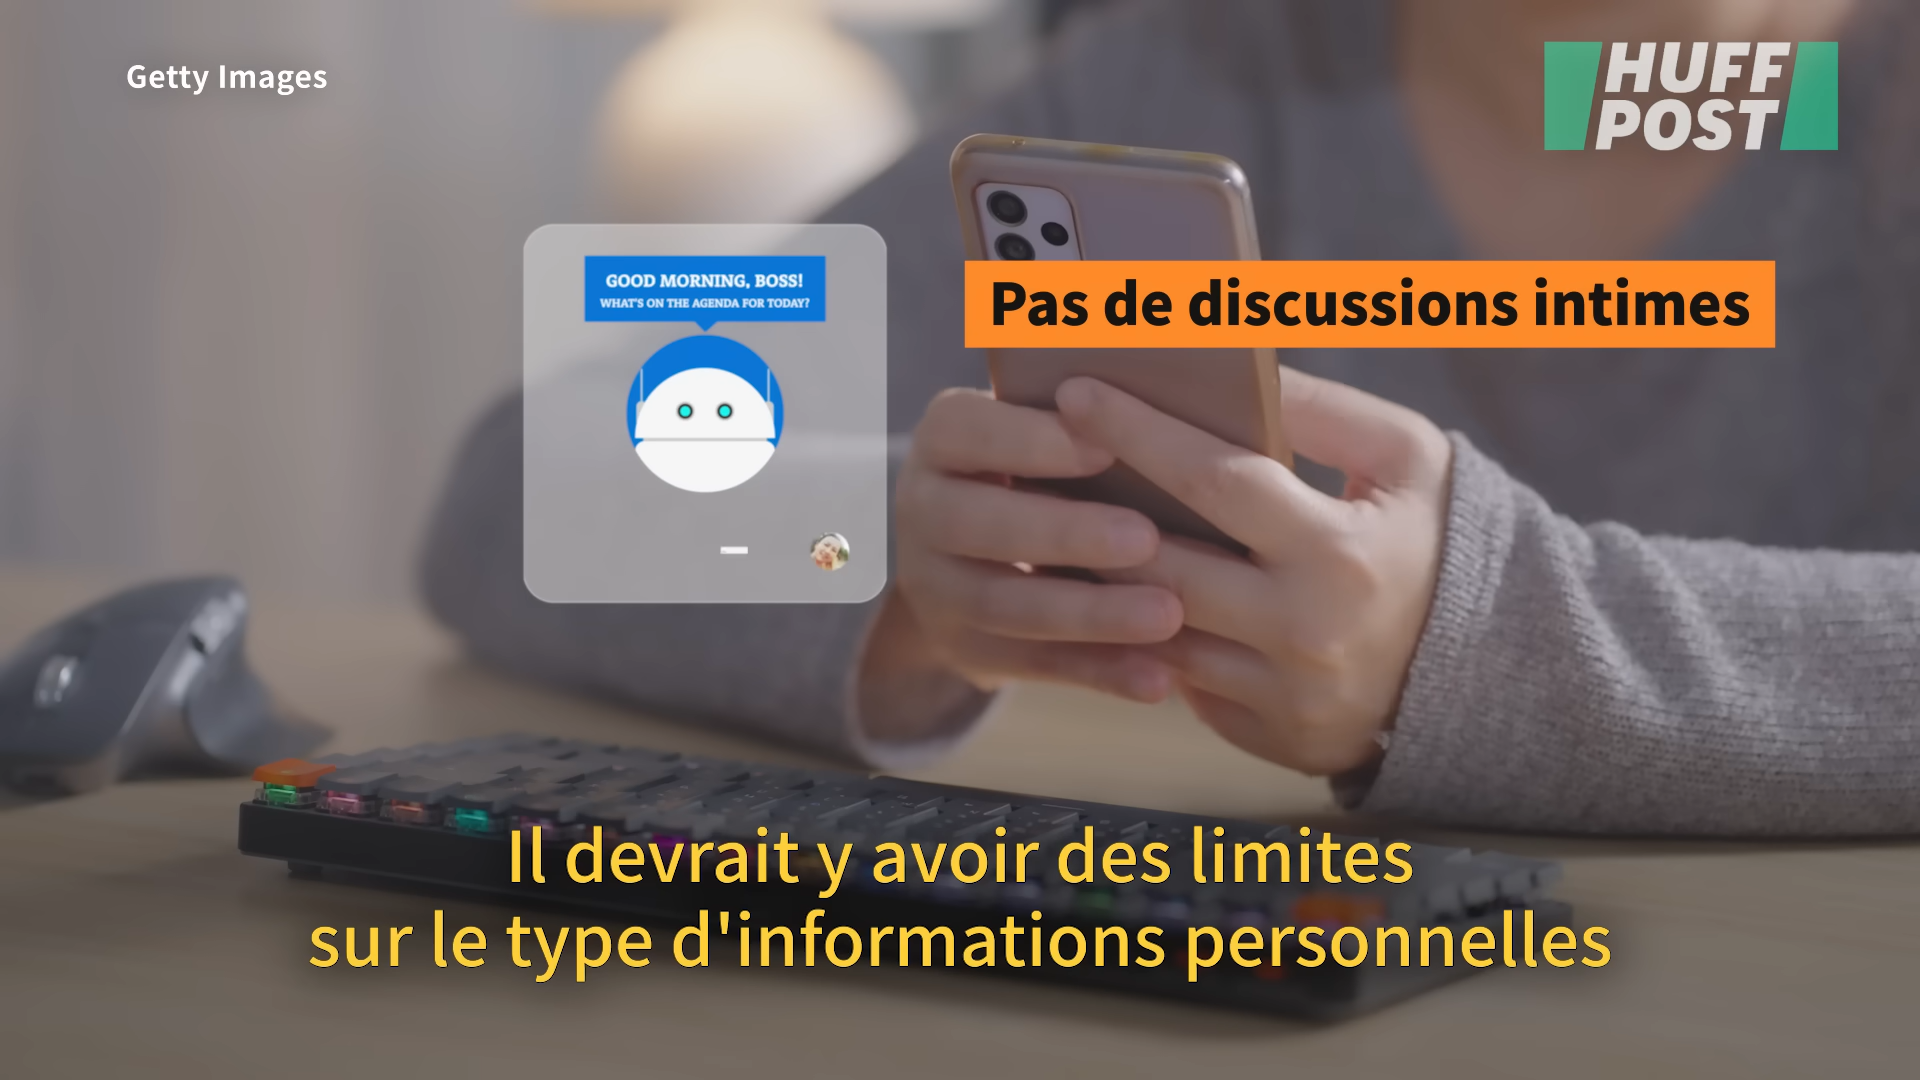 Getty Images
HUFF
POST
GOOD MORNING, BOSS!
WHAT'S ON THE AGENDA FOR TODAY?
Pas de discussions intimes
Il devrait y avoir des limites
sur le type d'informations personnelles